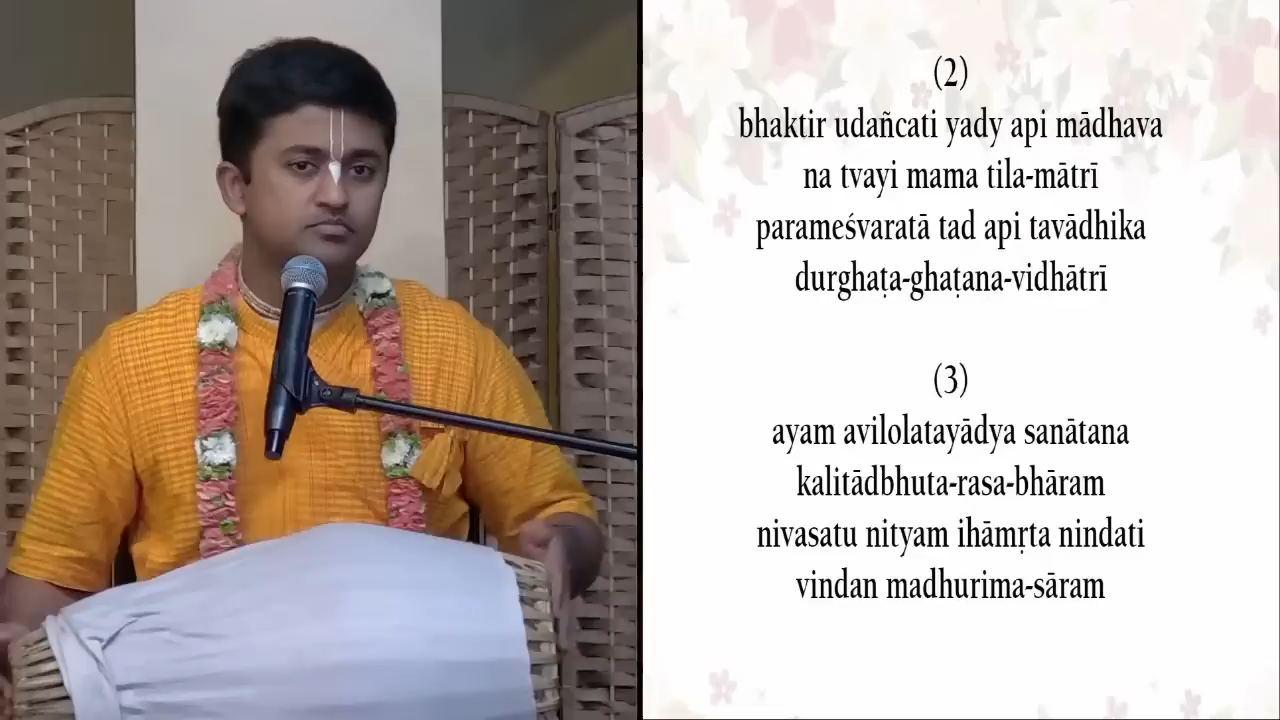 (2)
bhaktir udañcati yady api mādhava
na tvayi mama tila-mātrī
parameśvaratā tad api tavādhika
durghaṭa-ghaṭana-vidhātrī
(3)
ayam avilolatayādya sanātana
kalitādbhuta-rasa-bhāram
nivasatu nityam ihāmṛta nindati
vindan madhurima-sāram